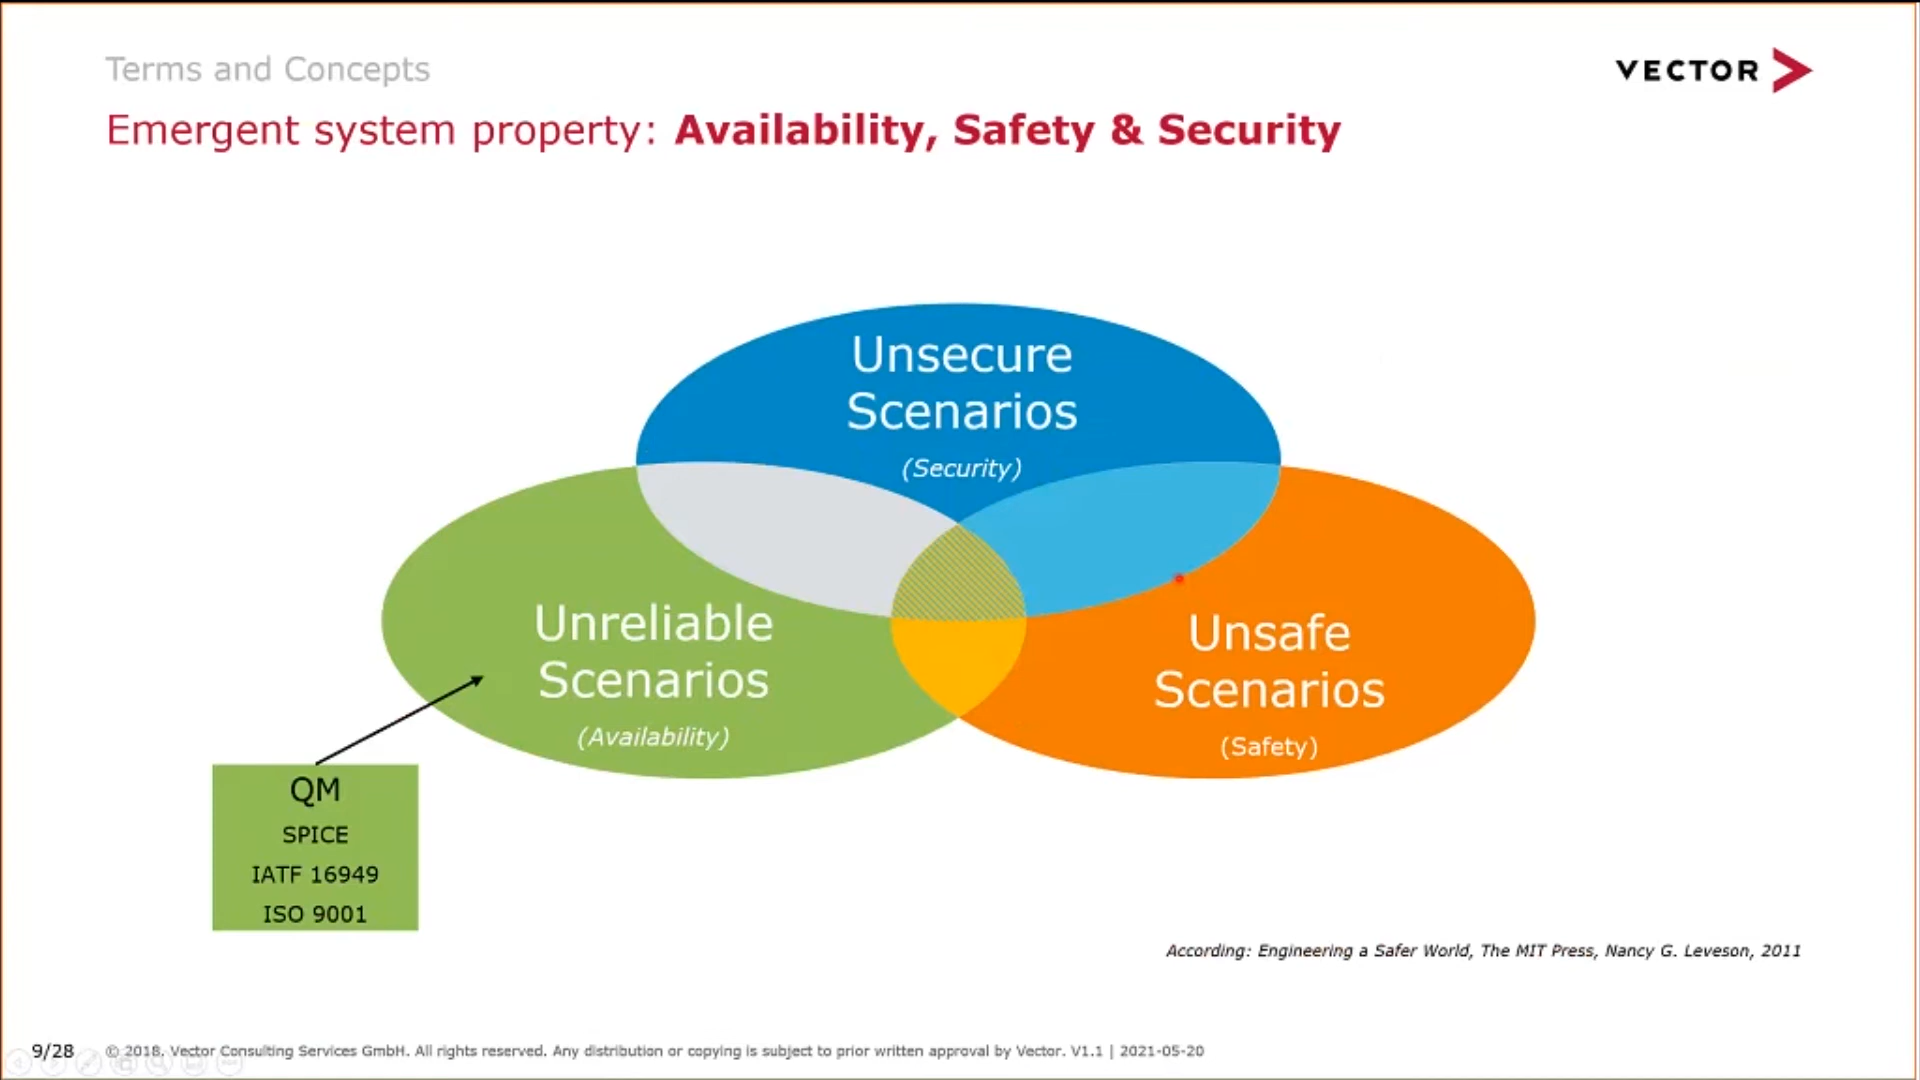 Terms and Concepts
VECTOR
Emergent system property: Availability, Safety & Security
Unsecure
Scenarios
(Security)
Unreliable
Scenarios
(Availability)
Unsafe
Scenarios
(Safety)
QM
SPICE
IATF 16949
ISO 9001
According: Engineering a Safer World, The MIT Press, Nancy G. Leveson, 2011
9/28
© 2018. Vector Consulting Services GmbH. All rights reserved. Any distribution or copying is subject to prior written approval by Vector. V1.1 | 2021-05-20